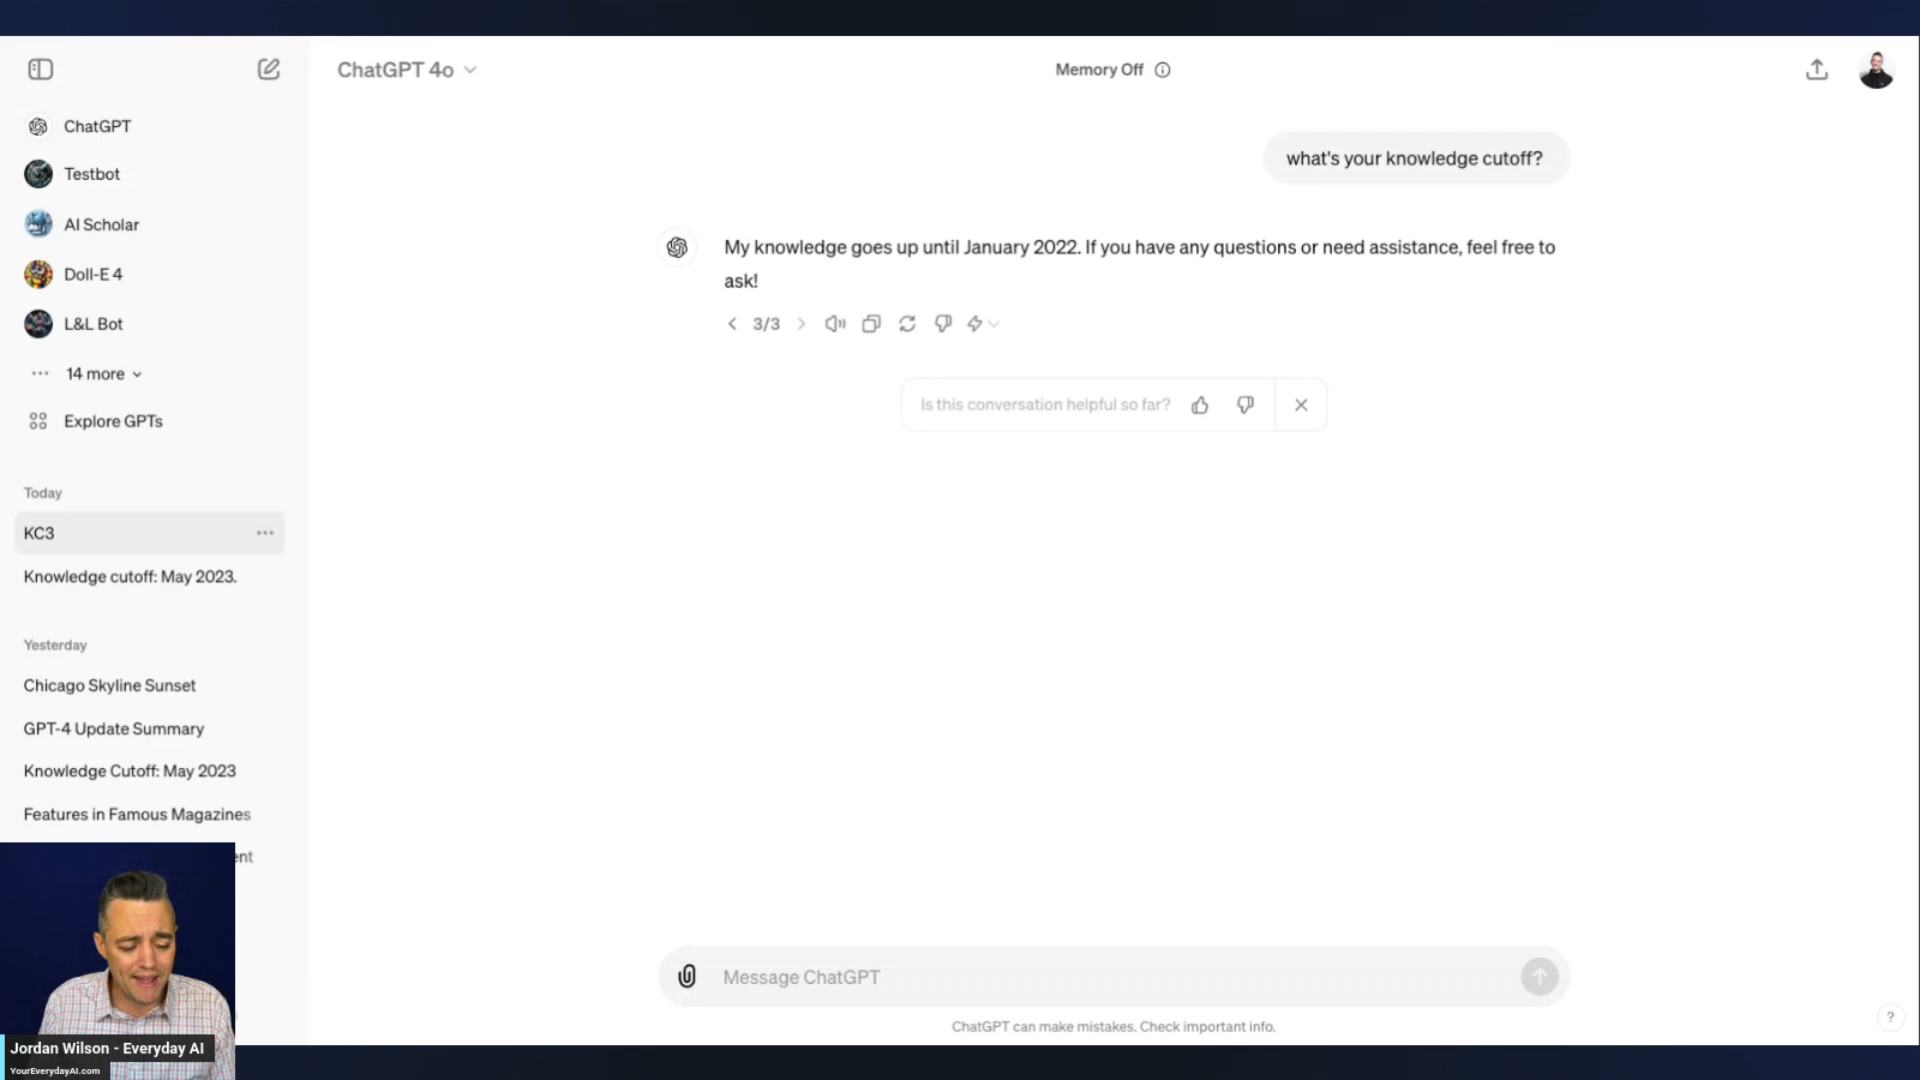 ChatGPT 4o
Memory Off
ChatGPT
Testbot
AI Scholar
Doll-E 4
L&L Bot
14 more
Explore GPTs
Today
KC3
Knowledge cutoff: May 2023.
Yesterday
Chicago Skyline Sunset
GPT-4 Update Summary
Knowledge Cutoff: May 2023
Features in Famous Magazines
ent
what's your knowledge cutoff?
My knowledge goes up until January 2022. If you have any questions or need assistance, feel free to
ask!
3/3
Is this conversation helpful so far?
Message ChatGPT
ChatGPT can make mistakes. Check important info.
?
Jordan Wilson - Everyday AI
YourEverydayAI.com